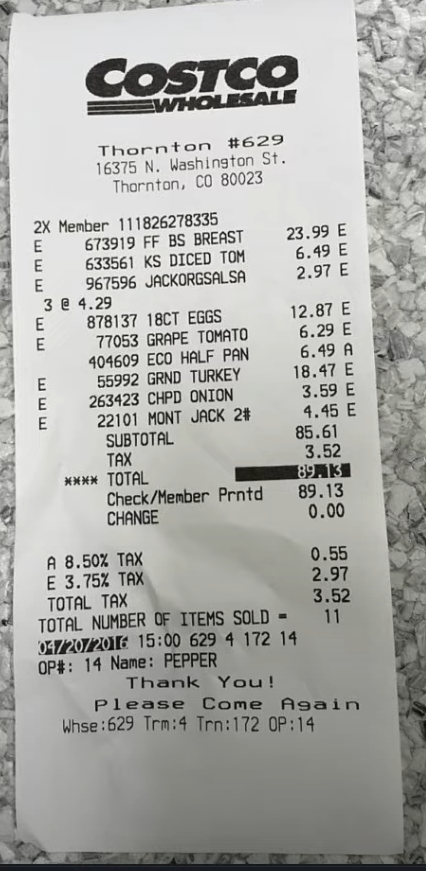 COSTCO
WHOLESALE
Thornton #629
16375 N. Washington St.
Thornton, CO 80023
2X Member 111826278335
E 673919 FF BS BREAST 23.99 E
E 633561 KS DICED TOM 6.49 E
E 967596 JACKORGSALSA 2.97 E
3 @ 4.29
E 878137 18CT EGGS 12.87 E
E 77053 GRAPE TOMATO 6.29 E
404609 ECO HALF PAN 6.49 A
E 55992 GRND TURKEY 18.47 E
E 263423 CHPD ONION 3.59 E
E 22101 MONT JACK 2# 4.45 E
SUBTOTAL 85.61
TAX 3.52
**** TOTAL 89.13
Check/Member Prntd 89.13
CHANGE 0.00
A 8.50% TAX 0.55
E 3.75% TAX 2.97
TOTAL TAX 3.52
TOTAL NUMBER OF ITEMS SOLD = 11
04/20/2016 15:00 629 4 172 14
OP#: 14 Name: PEPPER
Thank You!
Please Come Again
Whse:629 Trm:4 Trn:172 OP:14